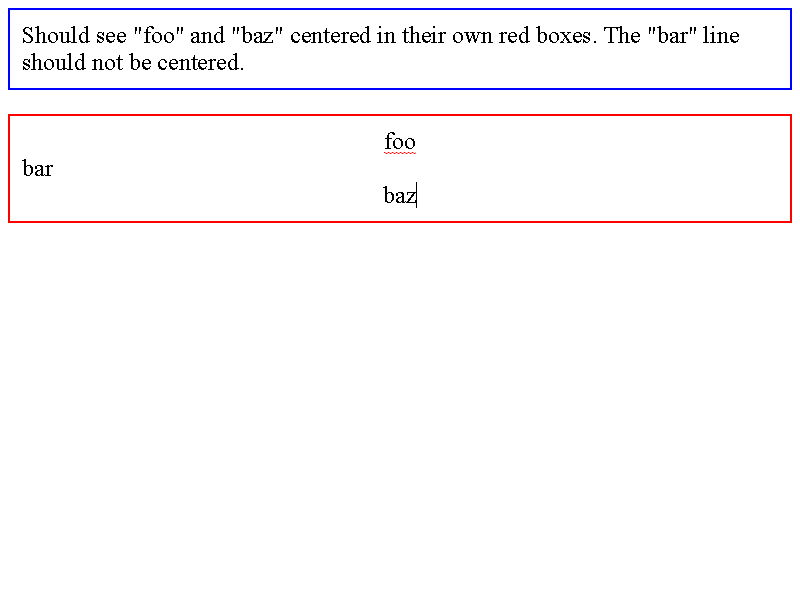 Should see "foo" and "baz" centered in their own red boxes. The "bar" line
should not be centered.
foo
bar
baz